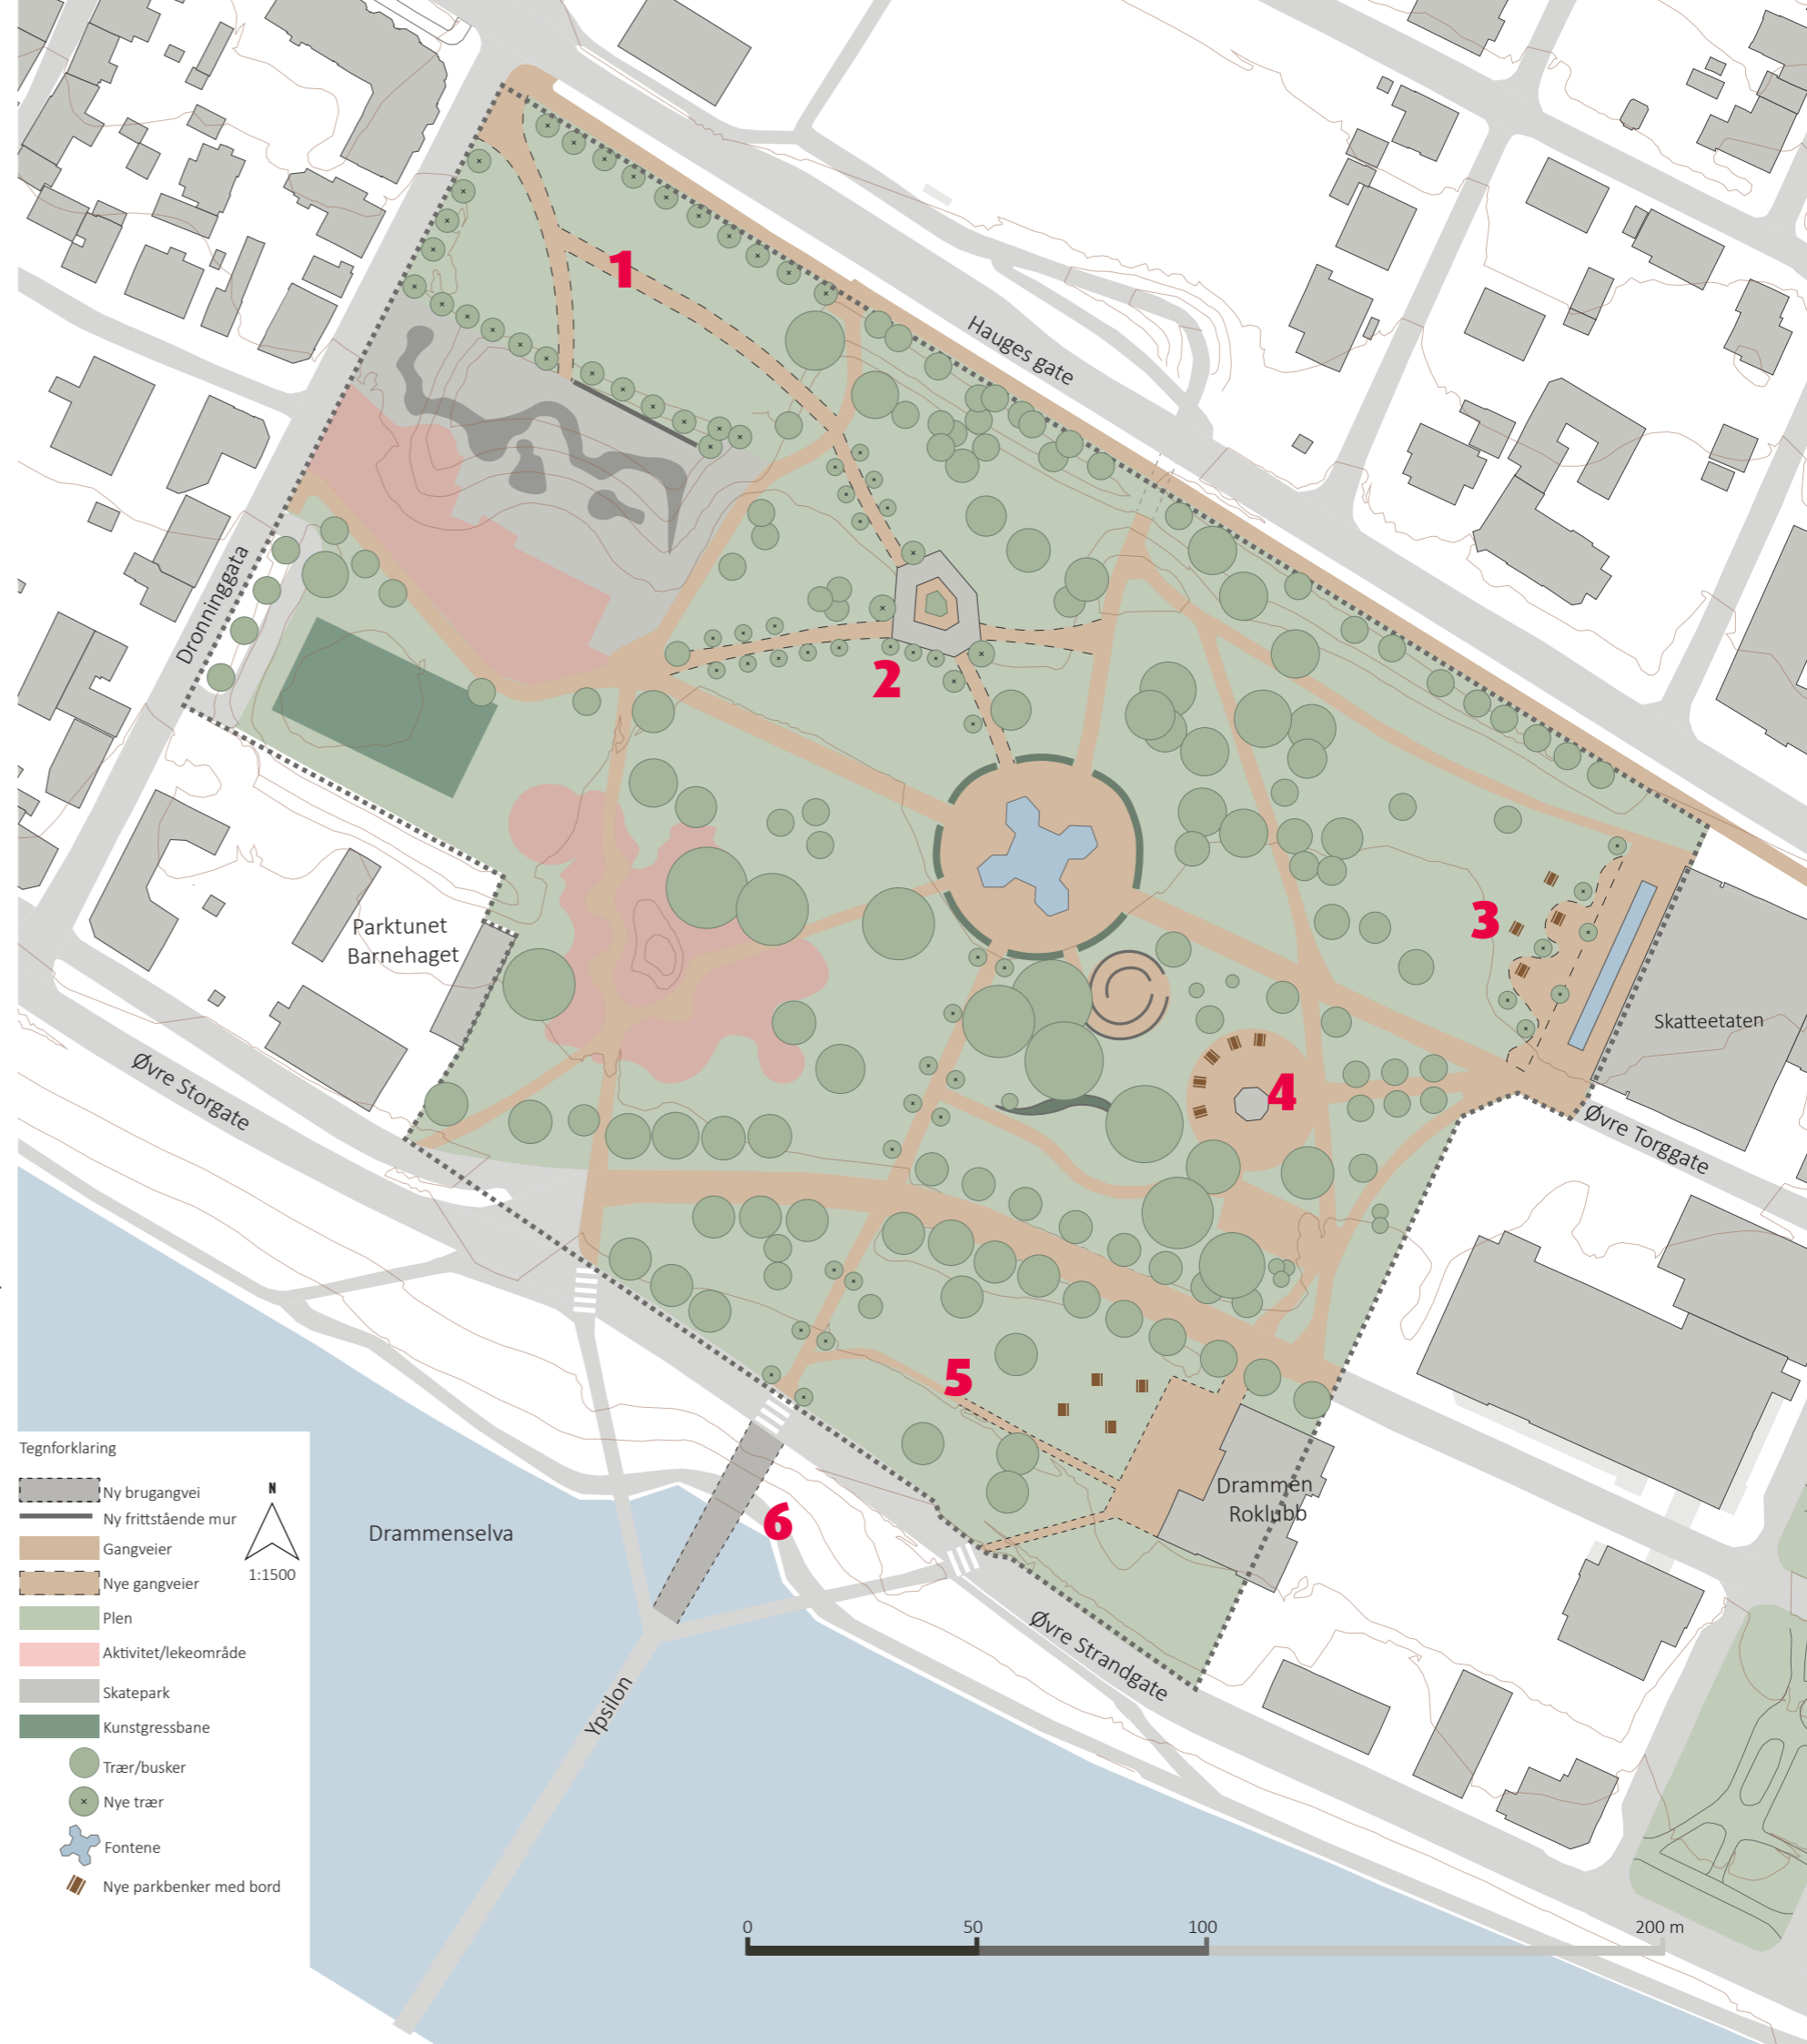 1
Hauges gate
Dronninggata
2
3
Parktunet
Barnehaget
Skatteetaten
Øvre Storgate
4
Øvre Torggate
5
Drammen
Roklubb
6
Drammenselva
Øvre Strandgate
Ypsilon
Tegnforklaring
Ny brugangvei
Ny frittstående mur
Gangveier
Nye gangveier
Plen
Aktivitet/lekeområde
Skatepark
Kunstgressbane
Trær/busker
Nye trær
Fontene
Nye parkbenker med bord
N
1:1500
0 50 100 200 m